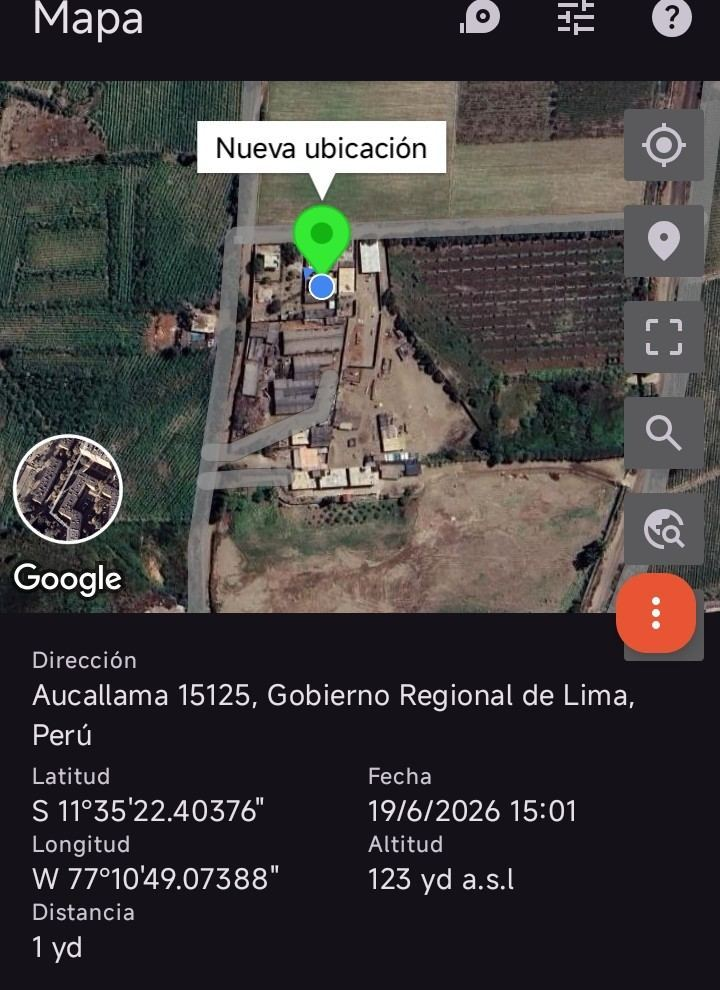 Mapa
Nueva ubicación
Google
Dirección
Aucallama 15125, Gobierno Regional de Lima,
Perú
Latitud
Fecha
S 11°35'22.40376"
19/6/2026 15:01
Longitud
Altitud
W 77°10'49.07388"
123 yd a.s.l
Distancia
1 yd